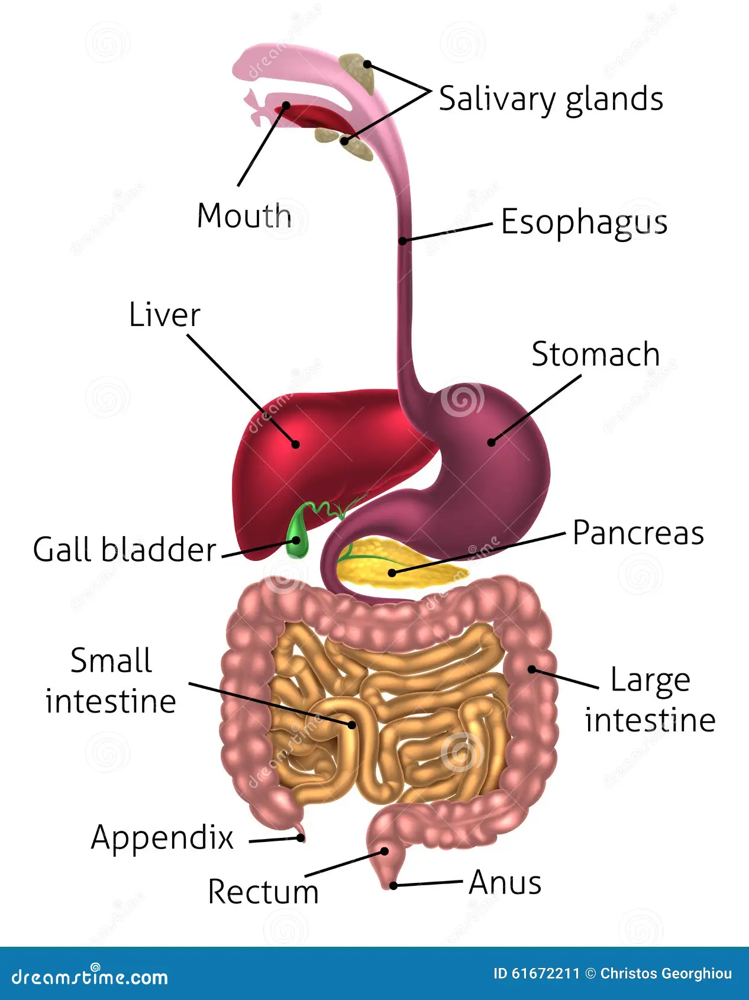 Salivary glands
Mouth
Esophagus
Liver
Stomach
Pancreas
Gall bladder
Small
intestine
Large
intestine
Appendix
Rectum
Anus
dreamstime.com
ID 61672211 © Christos Georghiou